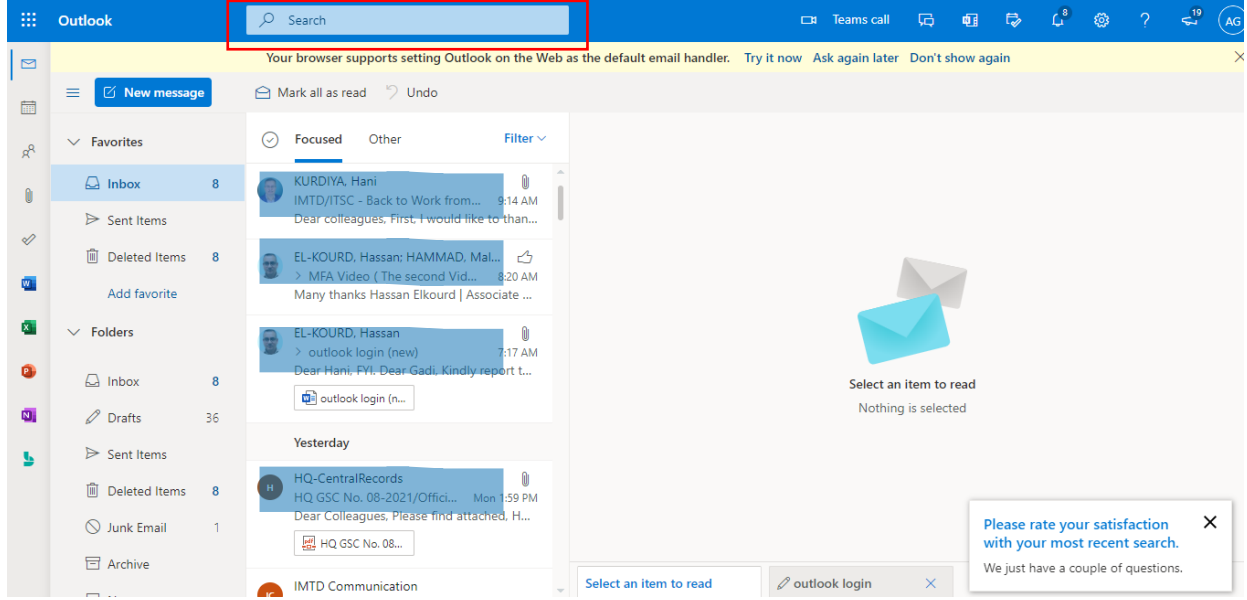 Outlook
Search
Teams call
8
19
AG
Your browser supports setting Outlook on the Web as the default email handler. Try it now Ask again later Don't show again
New message
Mark all as read
Undo
Favorites
Inbox 8
Sent Items
Deleted Items 8
Add favorite
Folders
Inbox 8
Drafts 36
Sent Items
Deleted Items 8
Junk Email 1
Archive
Focused
Other
Filter
KURDIYA, Hani
IMTD/ITSC - Back to Work from... 9:14 AM
Dear colleagues, First, I would like to than...
EL-KOURD, Hassan; HAMMAD, Mal...
> MFA Video ( The second Vid... 8:20 AM
Many thanks Hassan Elkourd | Associate ...
EL-KOURD, Hassan
> outlook login (new) 7:17 AM
Dear Hani, FYI. Dear Gadi, Kindly report t...
outlook login (n...
Yesterday
H
HQ-CentralRecords
HQ GSC No. 08-2021/Offici... Mon 1:59 PM
Dear Colleagues, Please find attached, H...
HQ GSC No. 08...
IC
IMTD Communication
Select an item to read
Nothing is selected
Please rate your satisfaction
with your most recent search.
We just have a couple of questions.
Select an item to read
outlook login